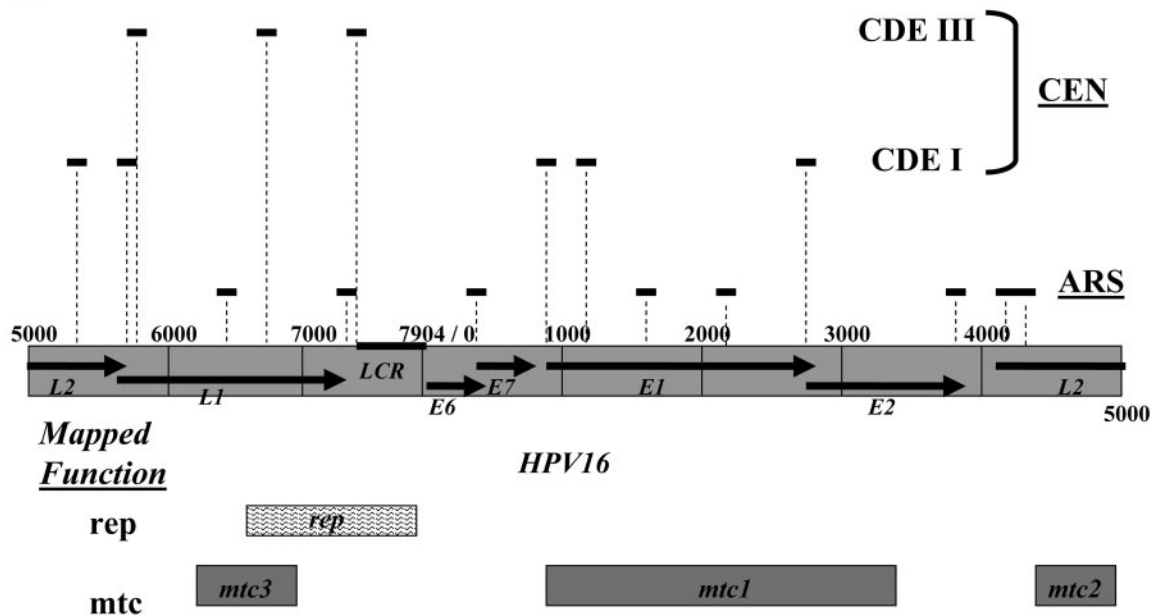 CDE III
CEN
CDE I
ARS
5000 6000 7000 7904 / 0 1000 2000 3000 4000
L2 L1 LCR E6 E7 E1 E2 L2
5000
Mapped
Function
HPV16
rep rep
mtc mtc3 mtc1 mtc2